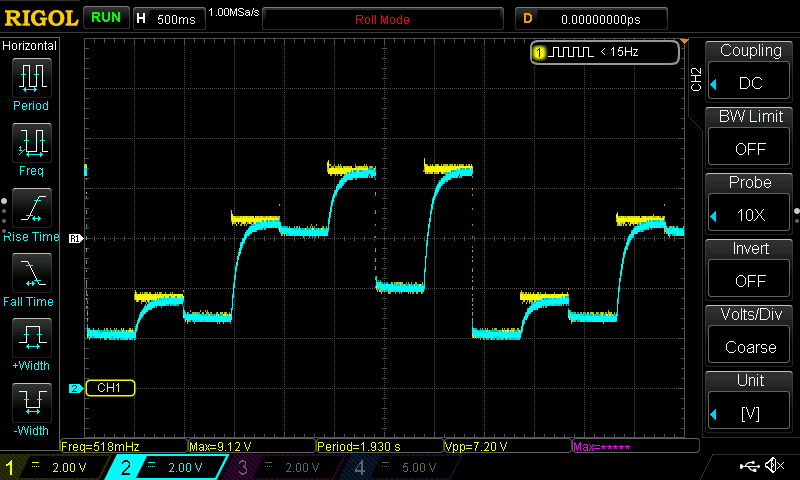 RIGOL RUN H 500ms 1.00MSa/s Roll Mode D 0.00000000ps
Horizontal
Period
Freq
Rise Time
Fall Time
+Width
-Width
1 < 15Hz
R1
2 CH1
CH2
Coupling
DC
BW Limit
OFF
Probe
10X
Invert
OFF
Volts/Div
Coarse
Unit
[V]
Freq=518mHz Max=9.12 V Period=1.930 s Vpp=7.20 V Max=*****
1 2.00 V 2 2.00 V 3 2.00 V 4 5.00 V